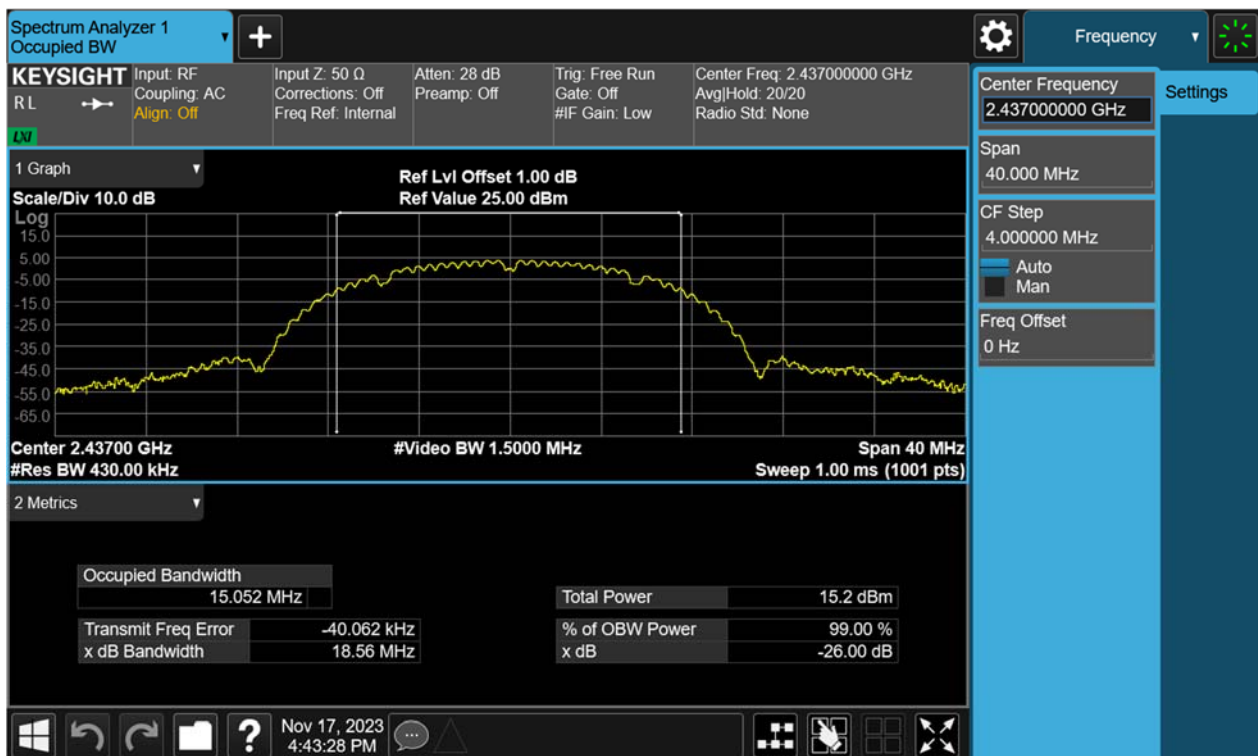 Spectrum Analyzer 1
Occupied BW
Frequency
KEYSIGHT
R L
LXI
Input: RF
Coupling: AC
Align: Off
Input Z: 50 Ω
Corrections: Off
Freq Ref: Internal
Atten: 28 dB
Preamp: Off
Trig: Free Run
Gate: Off
#IF Gain: Low
Center Freq: 2.437000000 GHz
Avg|Hold: 20/20
Radio Std: None
Center Frequency
2.437000000 GHz
Settings
Span
40.000 MHz
CF Step
4.000000 MHz
Auto
Man
Freq Offset
0 Hz
1 Graph
Scale/Div 10.0 dB
Ref Lvl Offset 1.00 dB
Ref Value 25.00 dBm
Log
15.0
5.00
-5.00
-15.0
-25.0
-35.0
-45.0
-55.0
-65.0
Center 2.43700 GHz
#Video BW 1.5000 MHz
Span 40 MHz
#Res BW 430.00 kHz
Sweep 1.00 ms (1001 pts)
2 Metrics
Occupied Bandwidth
15.052 MHz
Total Power 15.2 dBm
Transmit Freq Error -40.062 kHz
% of OBW Power 99.00 %
x dB Bandwidth 18.56 MHz
x dB -26.00 dB
Nov 17, 2023
4:43:28 PM